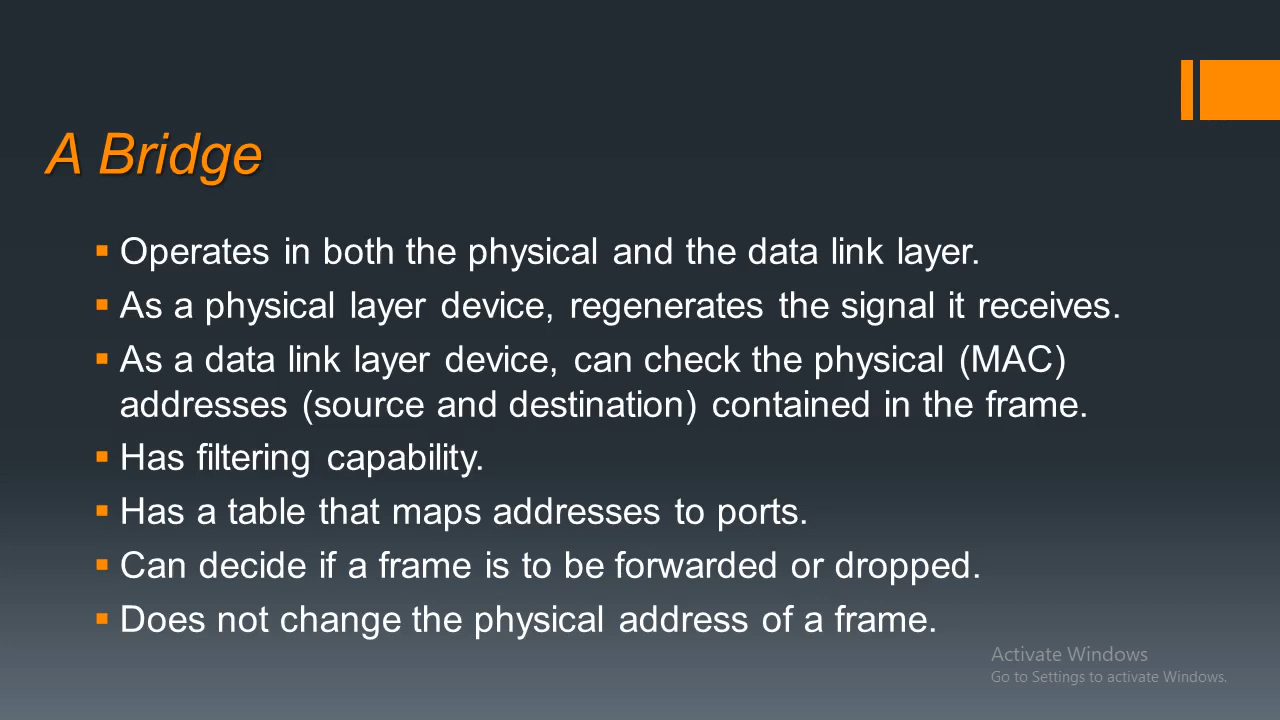 A Bridge
Operates in both the physical and the data link layer.
As a physical layer device, regenerates the signal it receives.
As a data link layer device, can check the physical (MAC)
addresses (source and destination) contained in the frame.
Has filtering capability.
Has a table that maps addresses to ports.
Can decide if a frame is to be forwarded or dropped.
Does not change the physical address of a frame.
Activate Windows
Go to Settings to activate Windows.